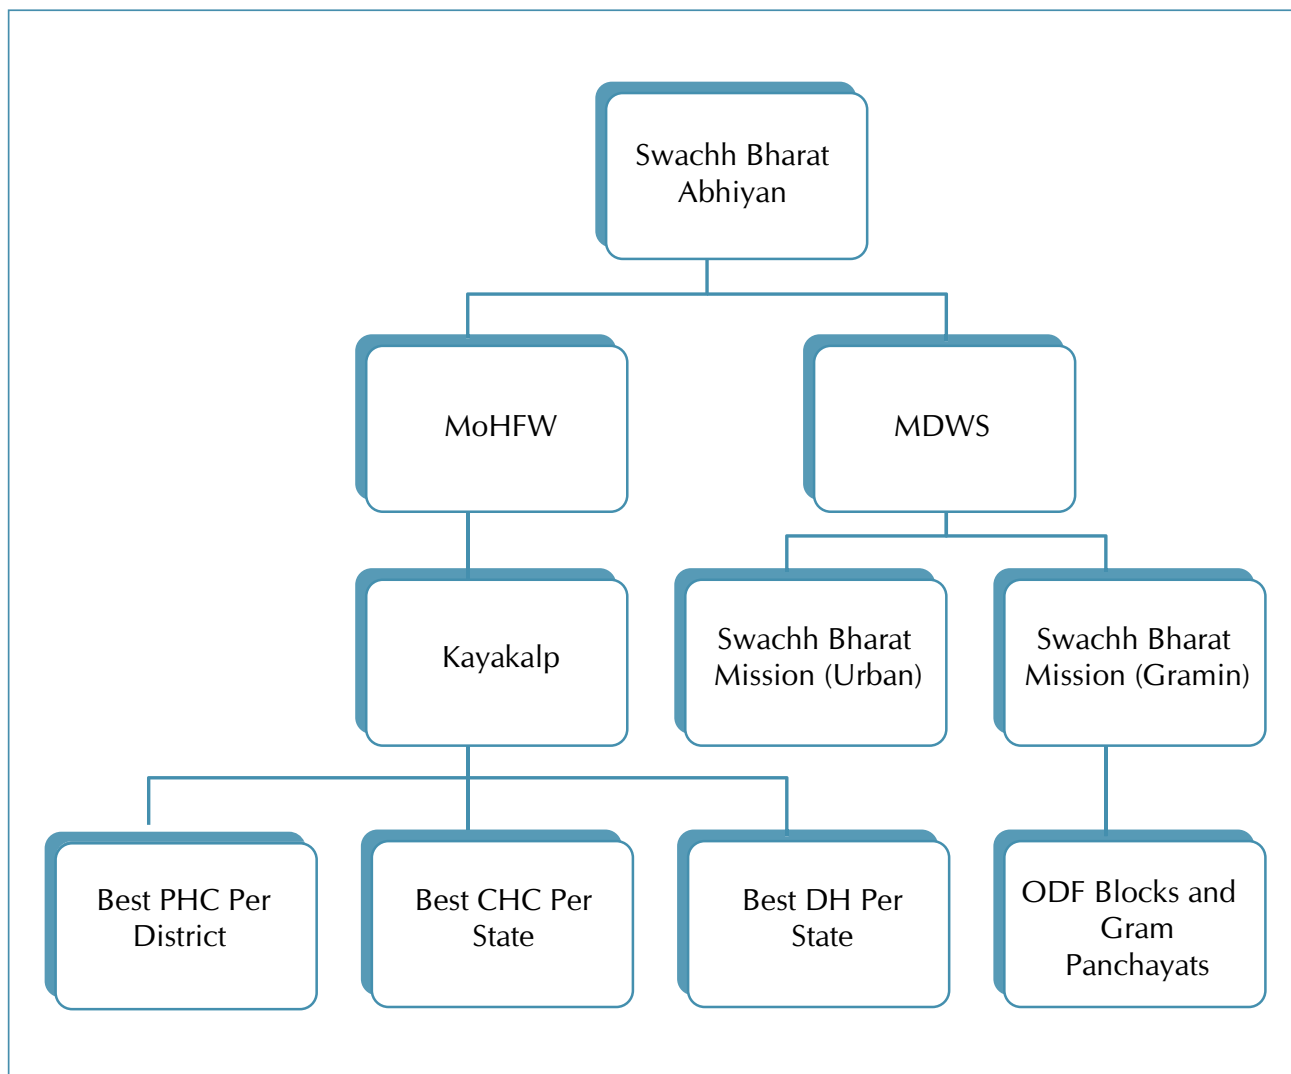 Swachh Bharat
Abhiyan
MoHFW
MDWS
Kayakalp
Swachh Bharat
Mission (Urban)
Swachh Bharat
Mission (Gramin)
Best PHC Per
District
Best CHC Per
State
Best DH Per
State
ODF Blocks and
Gram
Panchayats